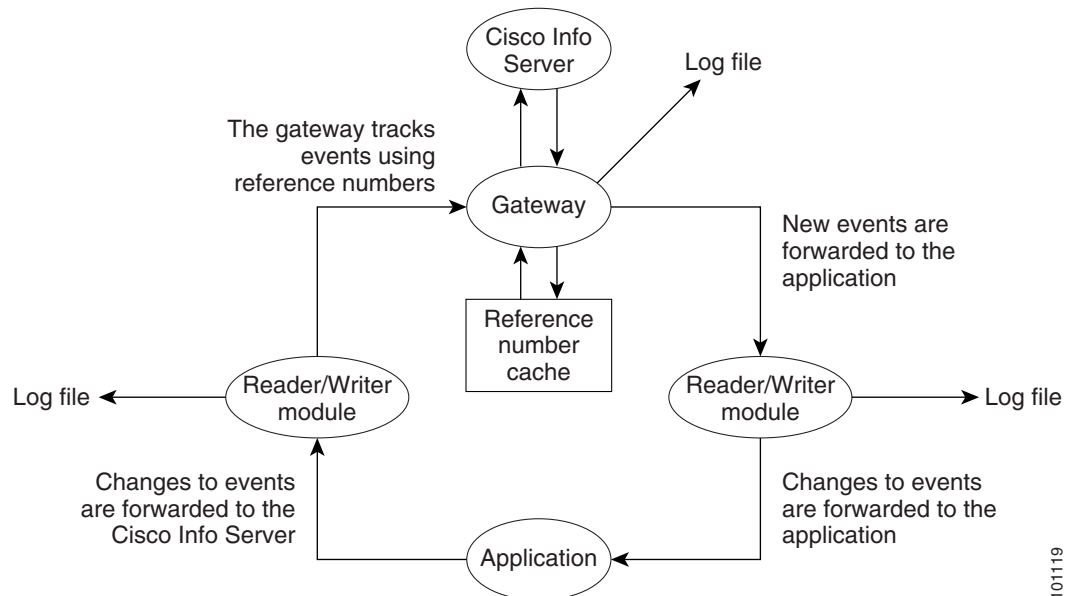 Cisco Info
Server
Log file
The gateway tracks
events using
reference numbers
Gateway
New events are
forwarded to the
application
Reference
number
cache
Reader/Writer
module
Reader/Writer
module
Log file
Log file
Changes to events
are forwarded to the
Cisco Info Server
Changes to events
are forwarded to the
application
Application
101119